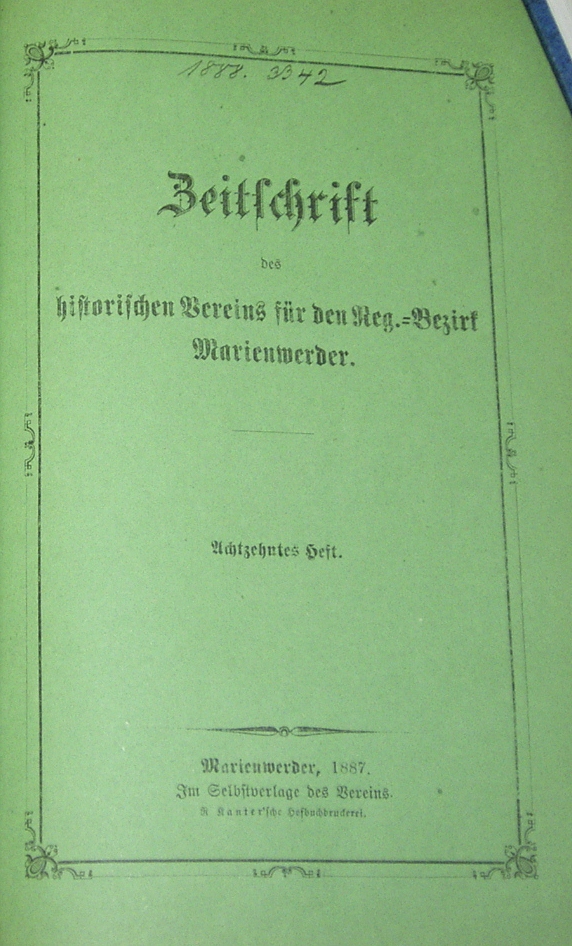 1888. 3342
Zeitschrift
des
historischen Vereins für den Reg.=Bezirk
Marienwerder.
Achtzehntes Heft.
Marienwerder, 1887.
Im Selbstverlage des Vereins.
R Kanter'sche Hofbuchdruckerei.